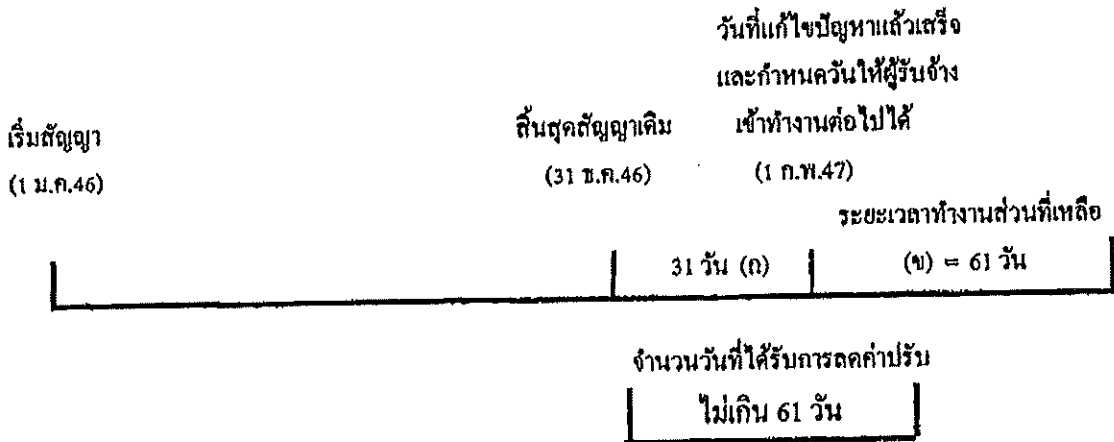 วันที่แก้ไขปัญหาแล้วเสร็จ
และกำหนดวันให้ผู้รับจ้าง
เริ่มสัญญา
สิ้นสุดสัญญาเดิม
เข้าทำงานต่อไปได้
(1 ม.ค.46)
(31 ธ.ค.46)
(1 ก.พ.47)
ระยะเวลาทำงานส่วนที่เหลือ
31 วัน (ก)
(ข) = 61 วัน
จำนวนวันที่ได้รับการลดค่าปรับ
ไม่เกิน 61 วัน